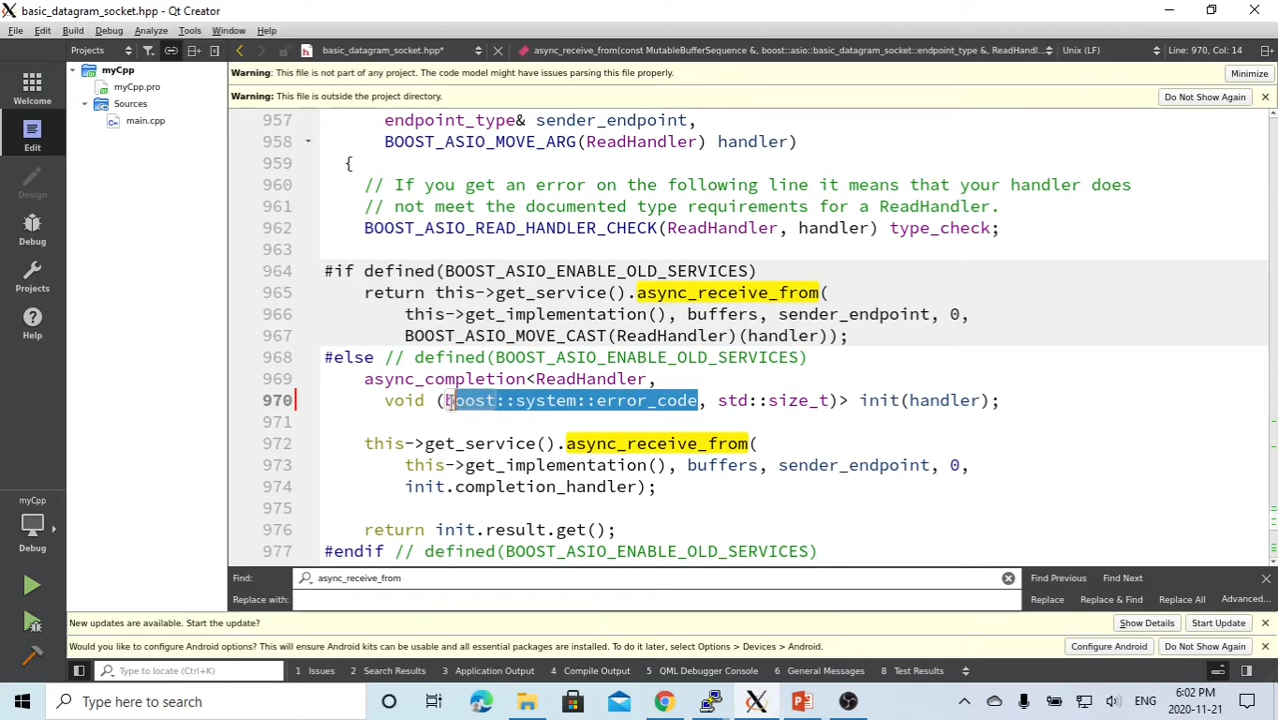 basic_datagram_socket.hpp* - Qt Creator
File Edit Build Debug Analyze Tools Window Help
Projects basic_datagram_socket.hpp* async_receive_from(const MutableBufferSequence &, boost::asio::basic_datagram_socket::endpoint_type &, ReadHandl... Unix (LF) Line: 970, Col: 14
Warning: This file is not part of any project. The code model might have issues parsing this file properly. Minimize
Warning: This file is outside the project directory. Do Not Show Again
myCpp
myCpp.pro
Sources
main.cpp
Welcome
Edit
Design
Debug
Projects
Help
myCpp
Debug
957 endpoint_type& sender_endpoint,
958 BOOST_ASIO_MOVE_ARG(ReadHandler) handler)
959 {
960 // If you get an error on the following line it means that your handler does
961 // not meet the documented type requirements for a ReadHandler.
962 BOOST_ASIO_READ_HANDLER_CHECK(ReadHandler, handler) type_check;
963
964 #if defined(BOOST_ASIO_ENABLE_OLD_SERVICES)
965 return this->get_service().async_receive_from(
966 this->get_implementation(), buffers, sender_endpoint, 0,
967 BOOST_ASIO_MOVE_CAST(ReadHandler)(handler));
968 #else // defined(BOOST_ASIO_ENABLE_OLD_SERVICES)
969 async_completion<ReadHandler,
970 void (boost::system::error_code, std::size_t)> init(handler);
971
972 this->get_service().async_receive_from(
973 this->get_implementation(), buffers, sender_endpoint, 0,
974 init.completion_handler);
975
976 return init.result.get();
977 #endif // defined(BOOST_ASIO_ENABLE_OLD_SERVICES)
Find: async_receive_from Find Previous Find Next
Replace with: Replace Replace & Find Replace All Advanced...
New updates are available. Start the update? Show Details Start Update
Would you like to configure Android options? This will ensure Android kits can be usable and all essential packages are installed. To do it later, select Options > Devices > Android. Configure Android Do Not Show Again
Type to locate (Ctrl+K) 1 Issues 2 Search Results 3 Application Output 4 Compile Output 5 QML Debugger Console 6 General Messages 8 Test Results
Type here to search
ENG
6:02 PM
2020-11-21